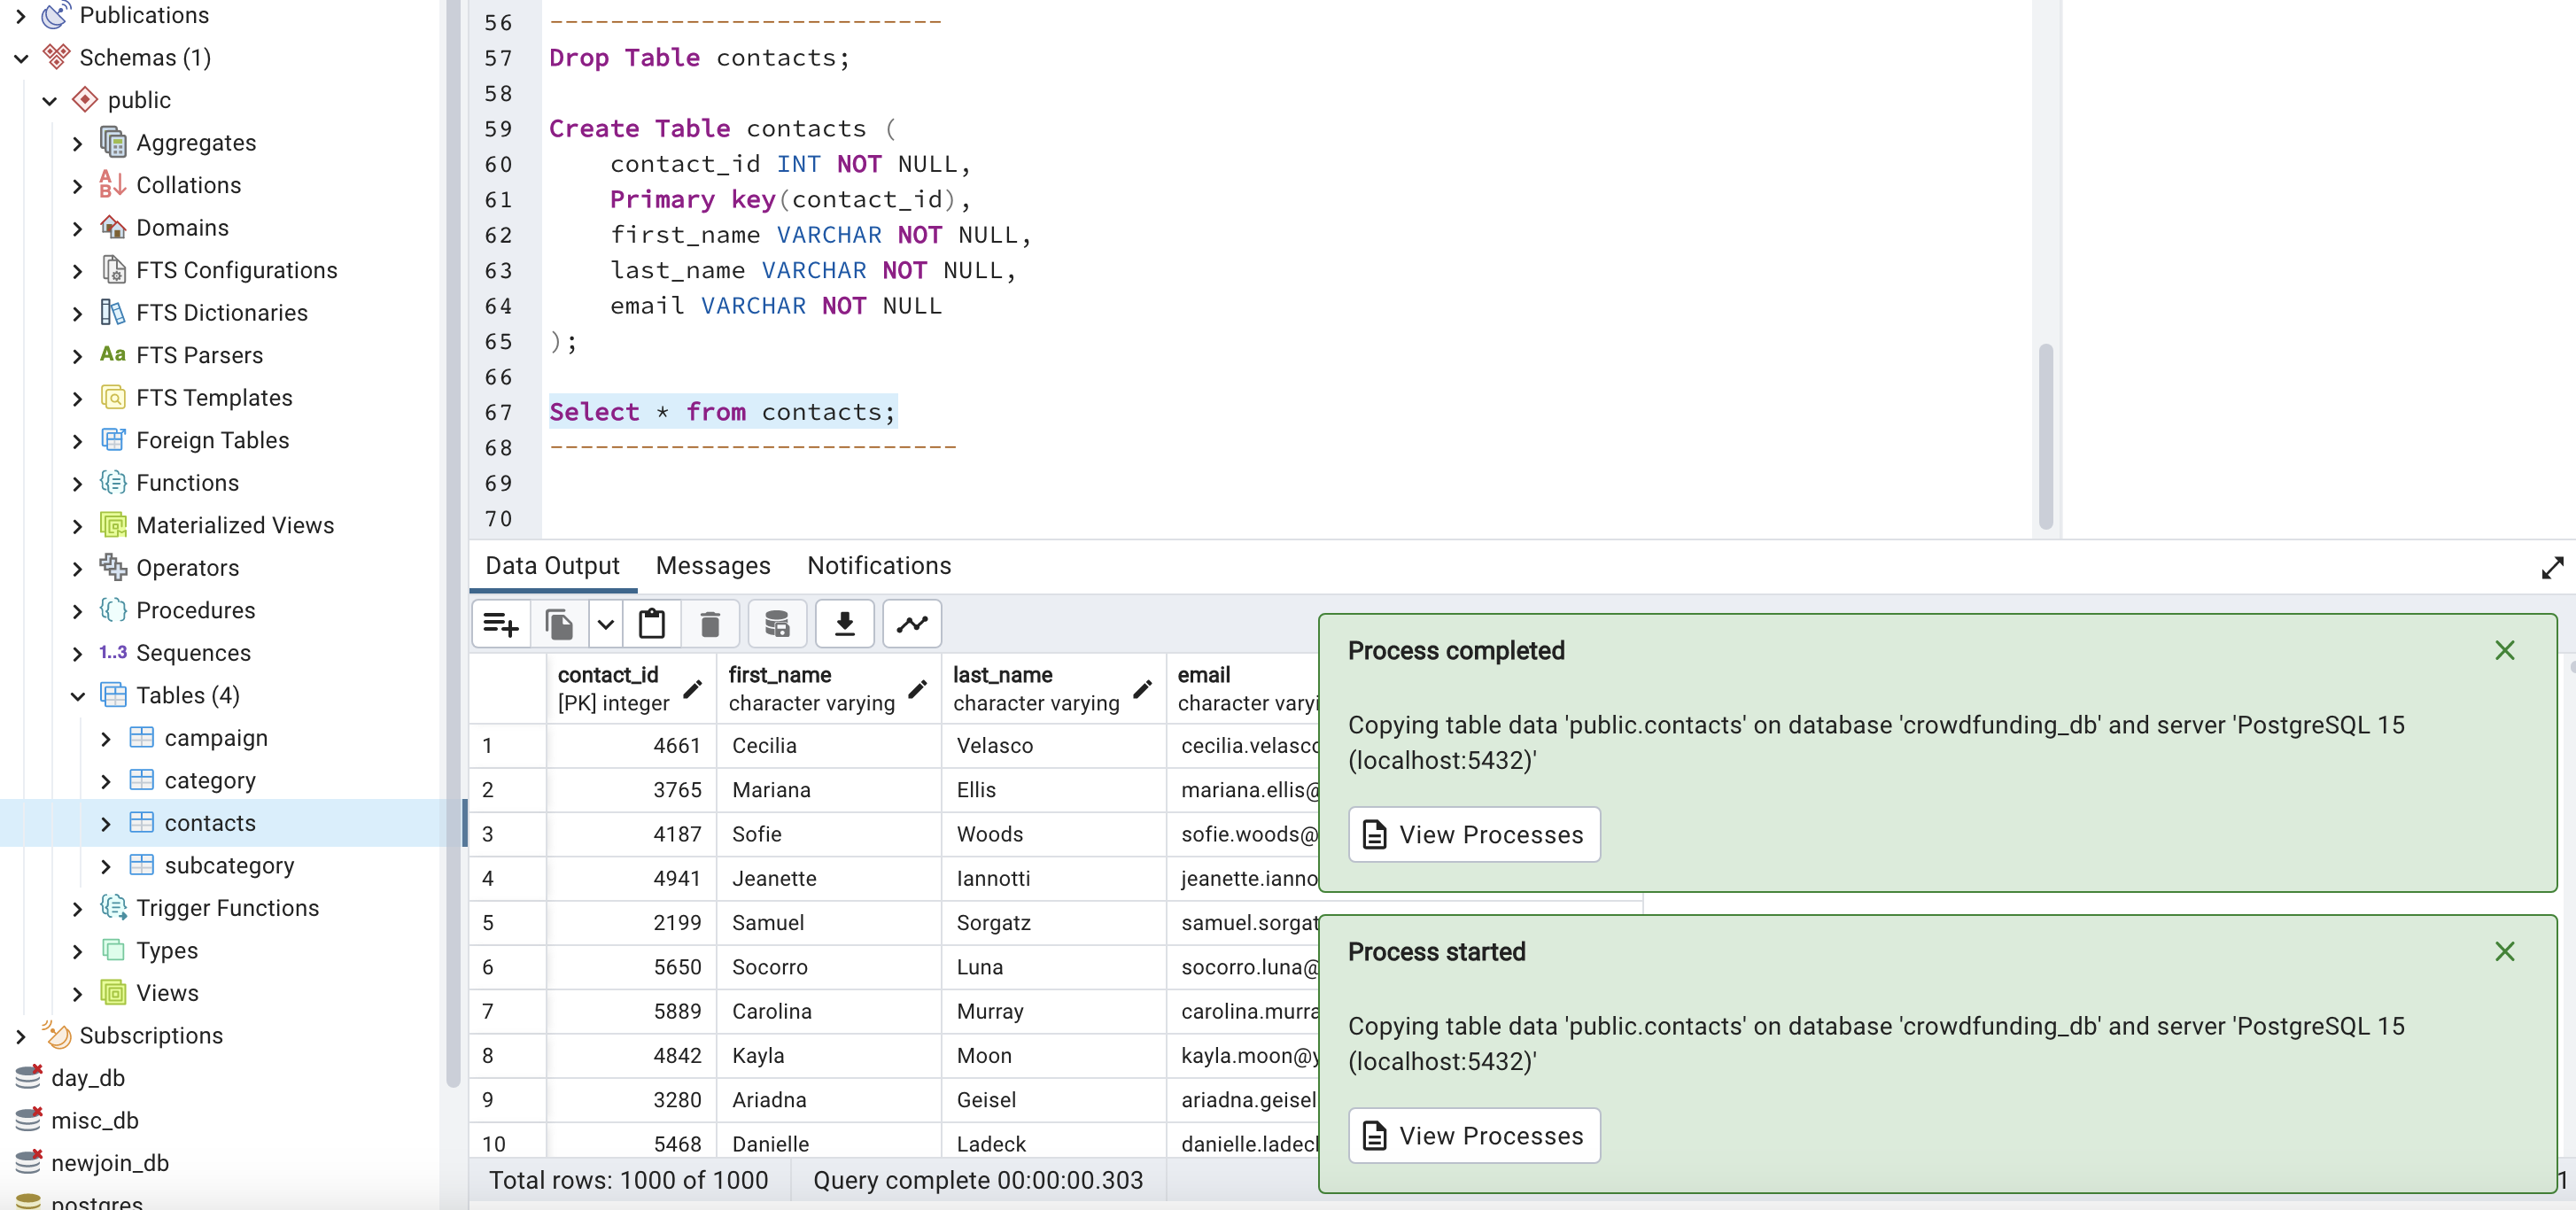 Publications
Schemas (1)
public
Aggregates
Collations
Domains
FTS Configurations
FTS Dictionaries
Aa FTS Parsers
FTS Templates
Foreign Tables
Functions
Materialized Views
Operators
Procedures
1..3 Sequences
Tables (4)
campaign
category
contacts
subcategory
Trigger Functions
Types
Views
Subscriptions
day_db
misc_db
newjoin_db
postgres
56 --------------------------
57 Drop Table contacts;
58
59 Create Table contacts (
60 contact_id INT NOT NULL,
61 Primary key(contact_id),
62 first_name VARCHAR NOT NULL,
63 last_name VARCHAR NOT NULL,
64 email VARCHAR NOT NULL
65 );
66
67 Select * from contacts;
68 ---------------------------
69
70
Data Output Messages Notifications
contact_id first_name last_name email
[PK] integer character varying character varying character varyi
1 4661 Cecilia Velasco cecilia.velasc
2 3765 Mariana Ellis mariana.ellis@
3 4187 Sofie Woods sofie.woods@
4 4941 Jeanette Iannotti jeanette.ianno
5 2199 Samuel Sorgatz samuel.sorgat
6 5650 Socorro Luna socorro.luna@
7 5889 Carolina Murray carolina.murra
8 4842 Kayla Moon kayla.moon@y
9 3280 Ariadna Geisel ariadna.geisel
10 5468 Danielle Ladeck danielle.ladec
Total rows: 1000 of 1000 Query complete 00:00:00.303
Process completed
Copying table data 'public.contacts' on database 'crowdfunding_db' and server 'PostgreSQL 15
(localhost:5432)'
View Processes
Process started
Copying table data 'public.contacts' on database 'crowdfunding_db' and server 'PostgreSQL 15
(localhost:5432)'
View Processes
1